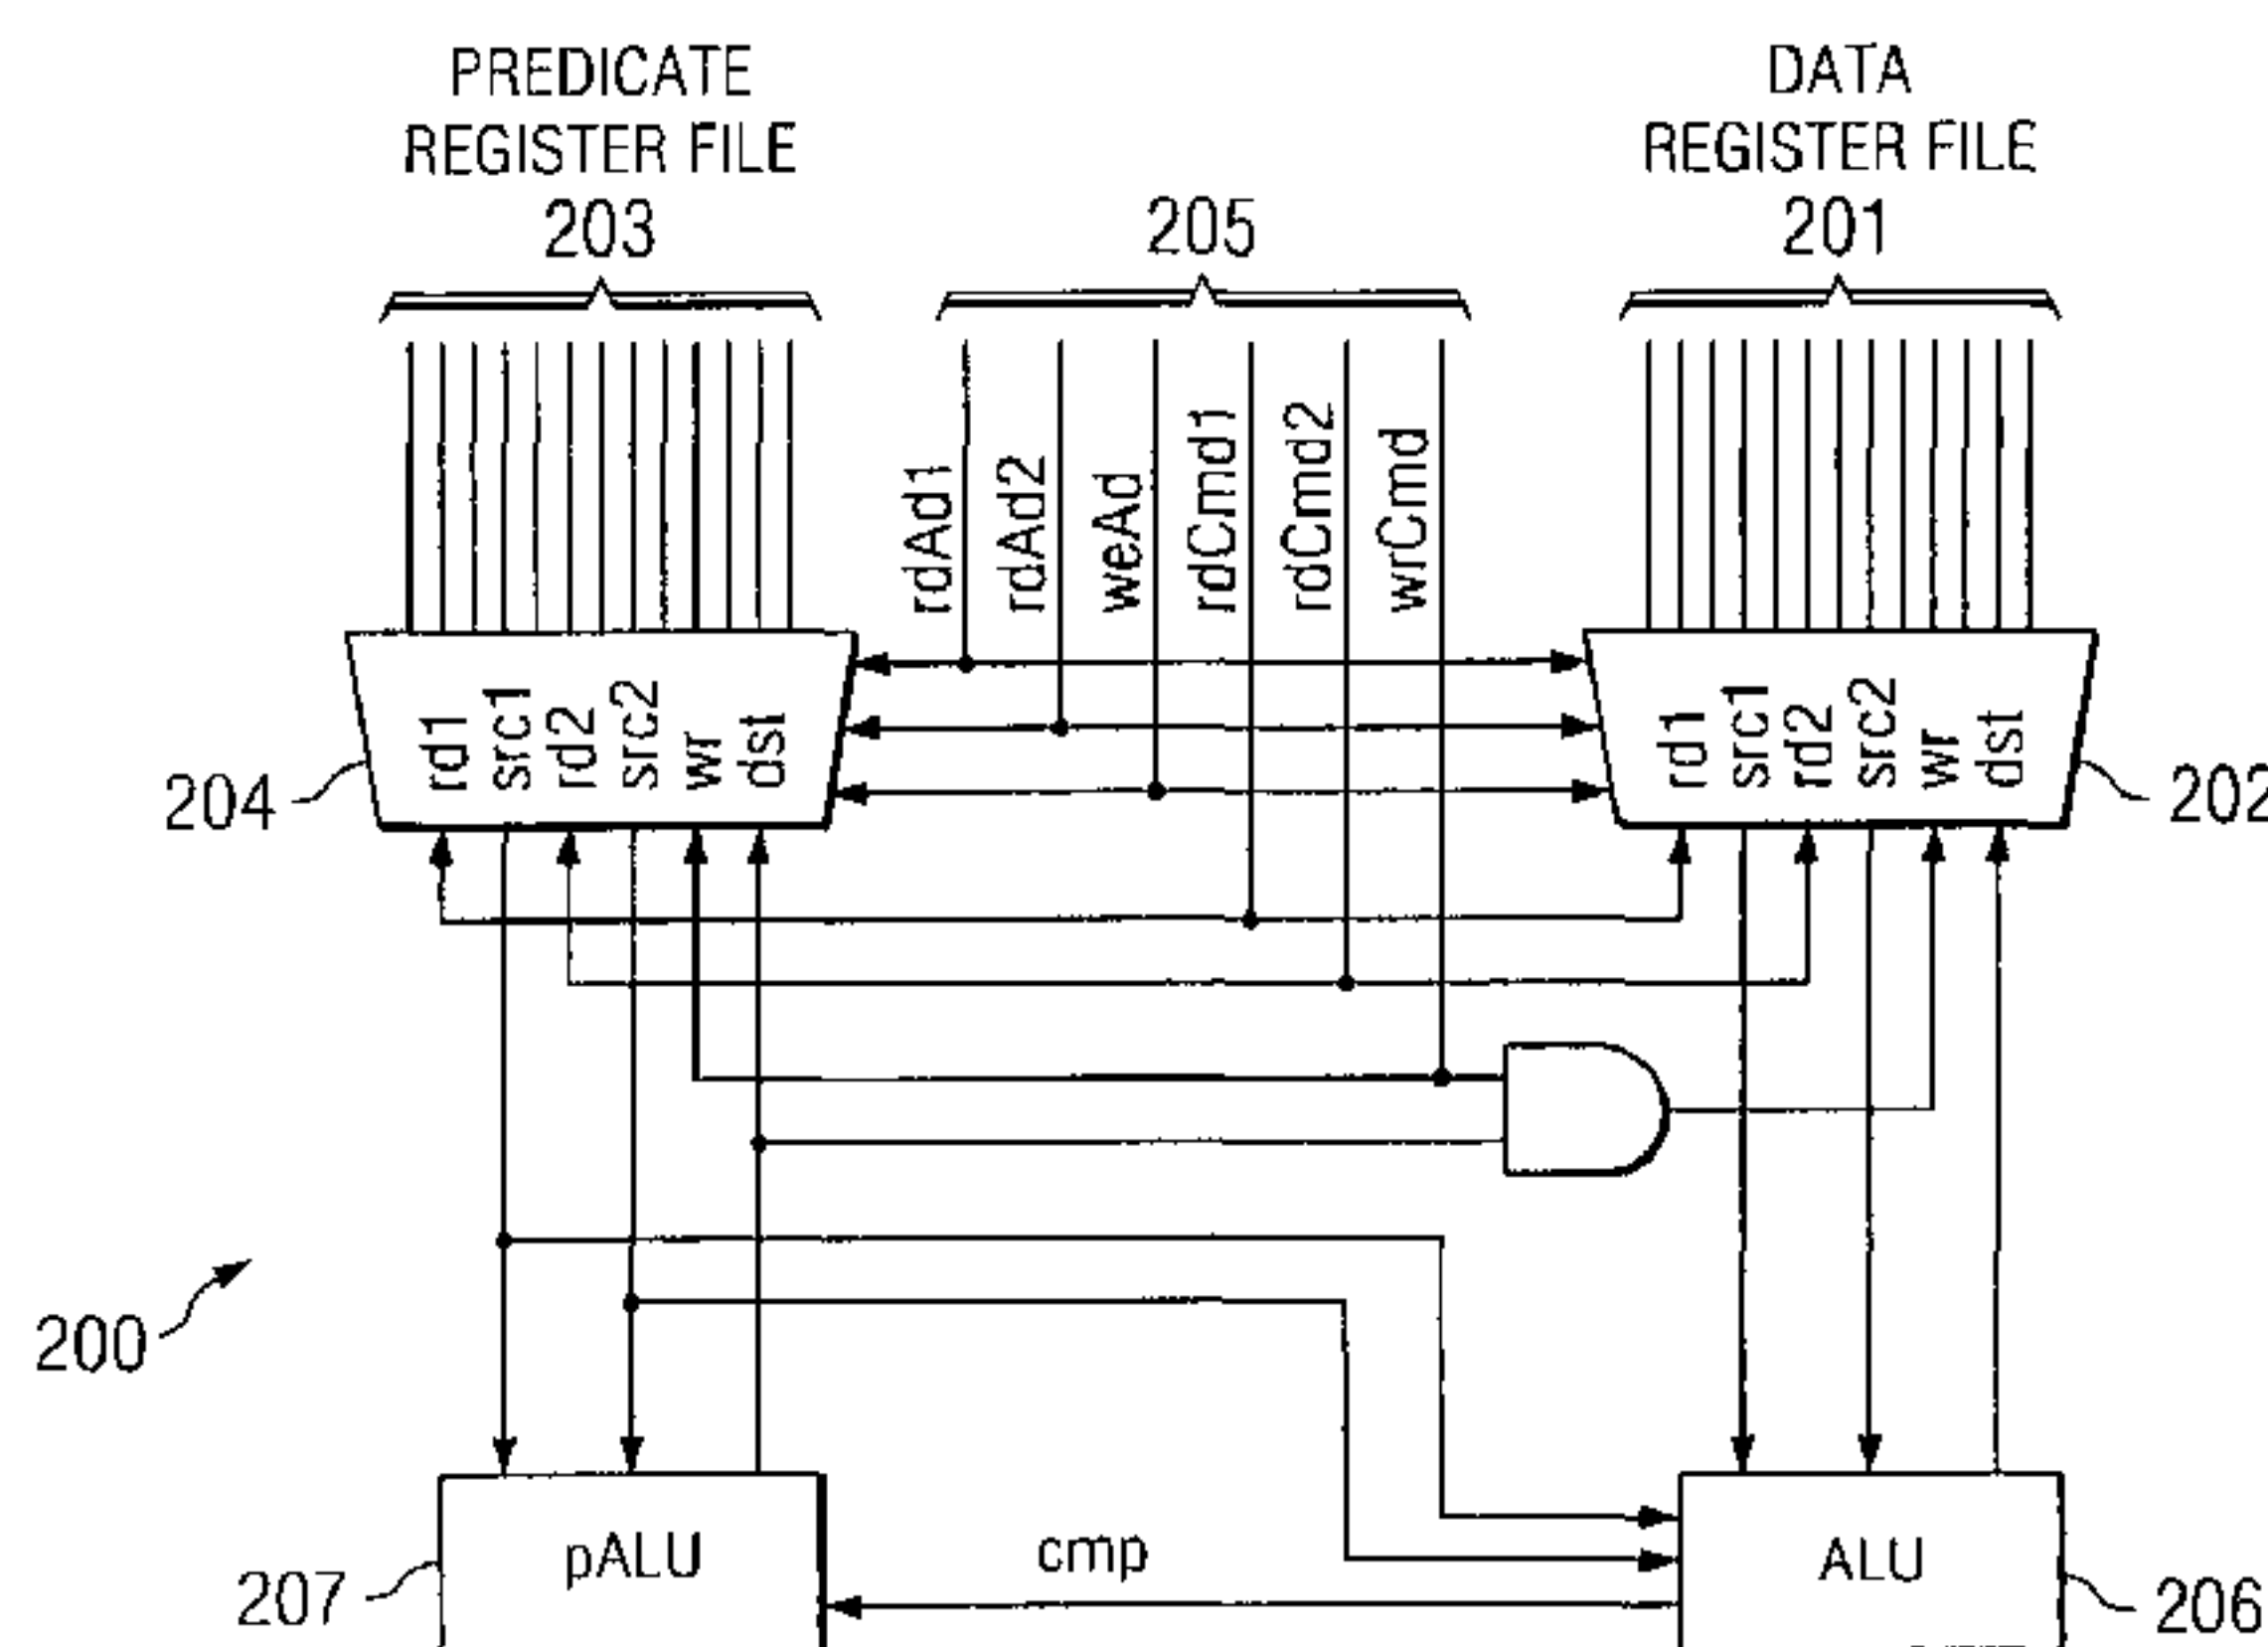 PREDICATE
REGISTER FILE
203
205
DATA
REGISTER FILE
201
rdAd1
rdAd2
weAd
rdCmd1
rdCmd2
wrCmd
rd1
src1
rd2
src2
wr
dst
204
rd1
src1
rd2
src2
wr
dst
202
200
pALU
207
cmp
ALU
206